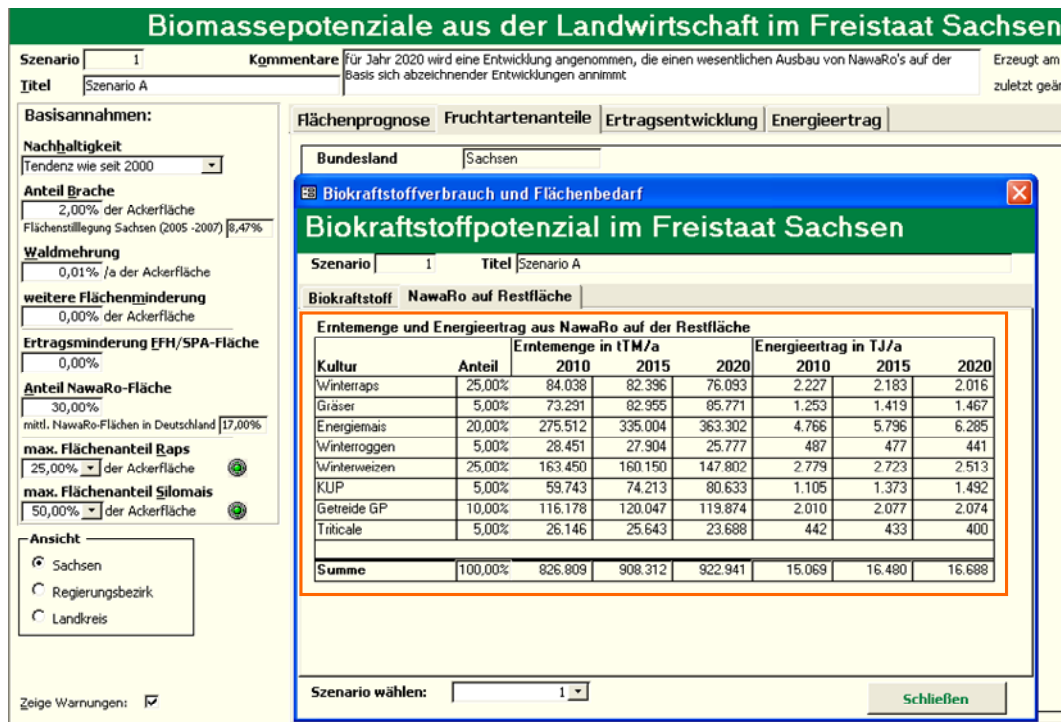 Biomassepotenziale aus der Landwirtschaft im Freistaat Sachsen
Szenario 1 Kommentare für Jahr 2020 wird eine Entwicklung angenommen, die einen wesentlichen Ausbau von NawaRo's auf der Erzeugt am
Basis sich abzeichnender Entwicklungen annimmt
Titel Szenario A zuletzt geän
Basisannahmen:
Nachhaltigkeit
Tendenz wie seit 2000
Anteil Brache
2,00% der Ackerfläche
Flächenstilllegung Sachsen (2005 -2007) 8,47%
Waldmehrung
0,01% /a der Ackerfläche
weitere Flächenminderung
0,00% der Ackerfläche
Ertragsminderung FFH/SPA-Fläche
0,00%
Anteil NawaRo-Fläche
30,00%
mittl. NawaRo-Flächen in Deutschland 17,00%
max. Flächenanteil Raps
25,00% der Ackerfläche
max. Flächenanteil Silomais
50,00% der Ackerfläche
Ansicht
Sachsen
Regierungsbezirk
Landkreis
Zeige Warnungen:
Flächenprognose Fruchtartenanteile Ertragsentwicklung Energieertrag
Bundesland Sachsen
Biokraftstoffverbrauch und Flächenbedarf
Biokraftstoffpotenzial im Freistaat Sachsen
Szenario 1 Titel Szenario A
Biokraftstoff NawaRo auf Restfläche
Erntemenge und Energieertrag aus NawaRo auf der Restfläche
Erntemenge in tTM/a Energieertrag in TJ/a
Kultur Anteil 2010 2015 2020 2010 2015 2020
Winterraps 25,00% 84.038 82.396 76.093 2.227 2.183 2.016
Gräser 5,00% 73.291 82.955 85.771 1.253 1.419 1.467
Energiemais 20,00% 275.512 335.004 363.302 4.766 5.796 6.285
Winterroggen 5,00% 28.451 27.904 25.777 487 477 441
Winterweizen 25,00% 163.450 160.150 147.802 2.779 2.723 2.513
KUP 5,00% 59.743 74.213 80.633 1.105 1.373 1.492
Getreide GP 10,00% 116.178 120.047 119.874 2.010 2.077 2.074
Triticale 5,00% 26.146 25.643 23.688 442 433 400
Summe 100,00% 826.809 908.312 922.941 15.069 16.480 16.688
Szenario wählen: 1
Schließen